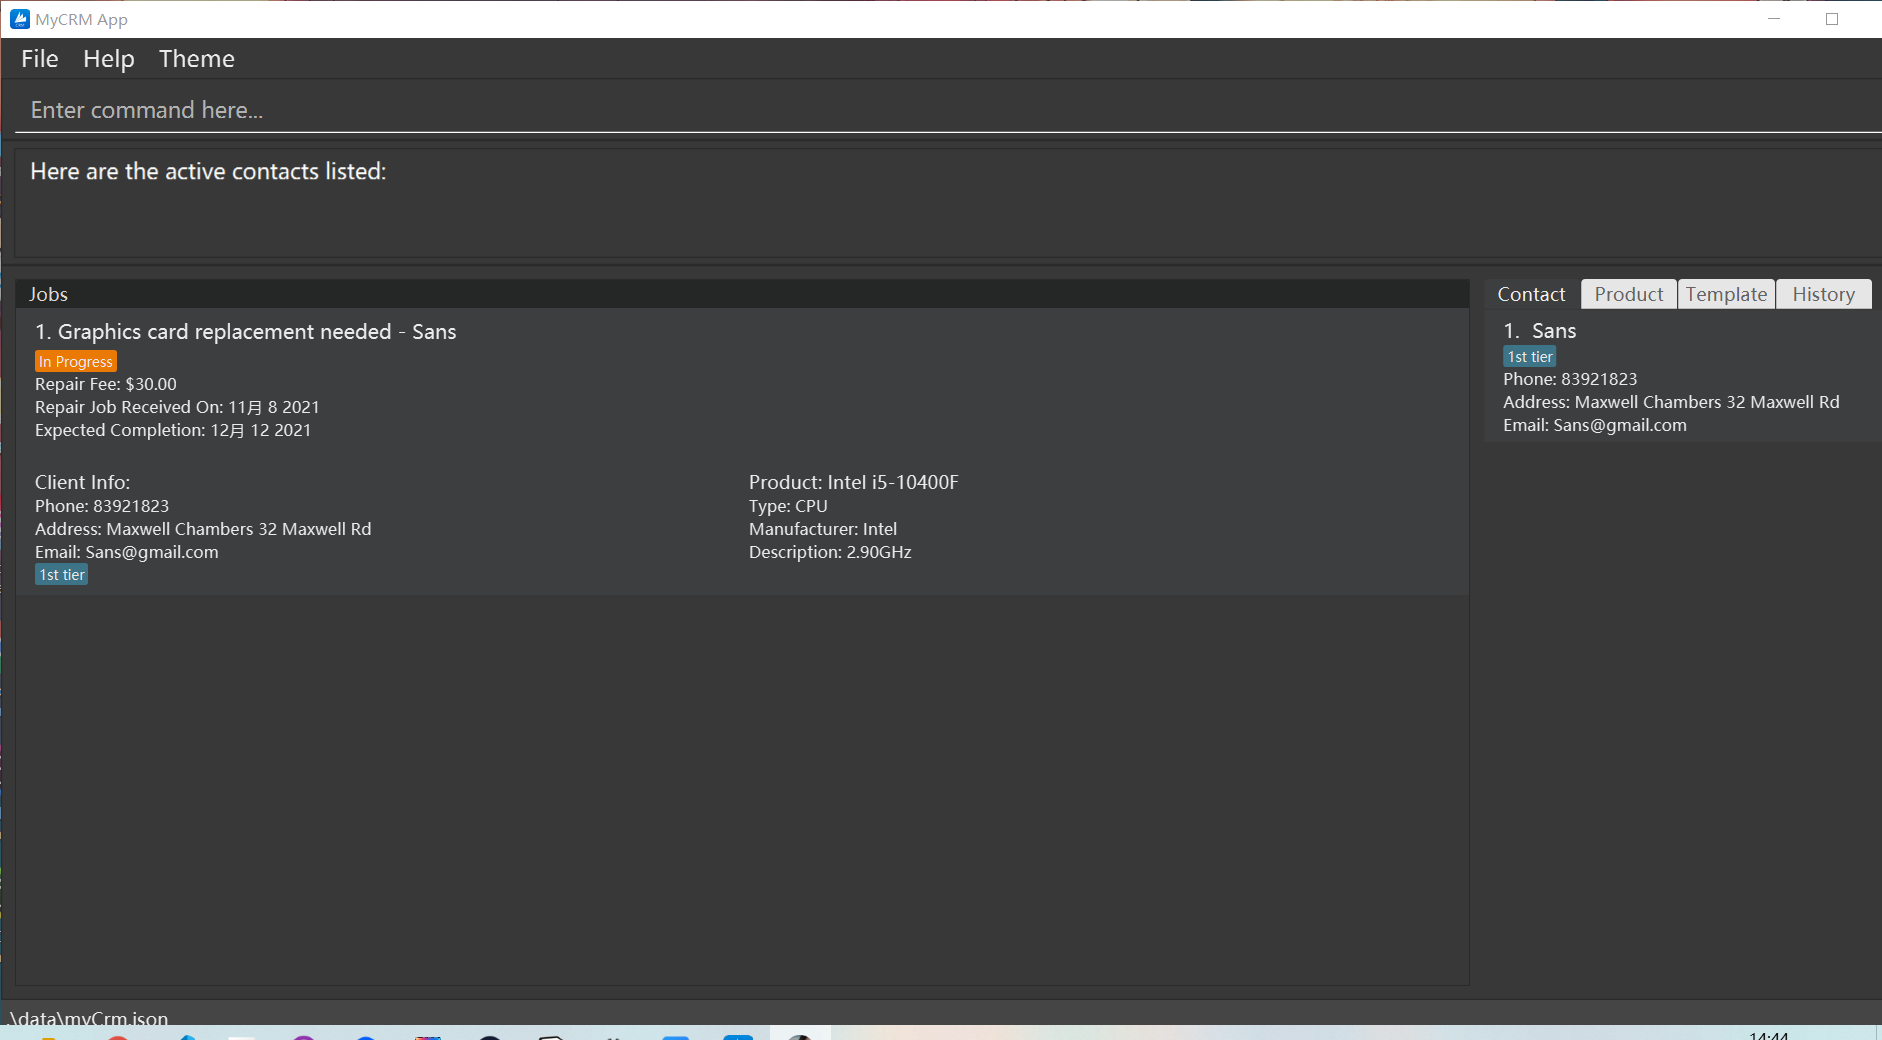 MyCRM App
File Help Theme
Enter command here...
Here are the active contacts listed:
Jobs
1. Graphics card replacement needed - Sans
In Progress
Repair Fee: $30.00
Repair Job Received On: 11月 8 2021
Expected Completion: 12月 12 2021
Client Info:
Phone: 83921823
Address: Maxwell Chambers 32 Maxwell Rd
Email: Sans@gmail.com
1st tier
Product: Intel i5-10400F
Type: CPU
Manufacturer: Intel
Description: 2.90GHz
Contact Product Template History
1. Sans
1st tier
Phone: 83921823
Address: Maxwell Chambers 32 Maxwell Rd
Email: Sans@gmail.com
.\data\myCrm.json
14:44